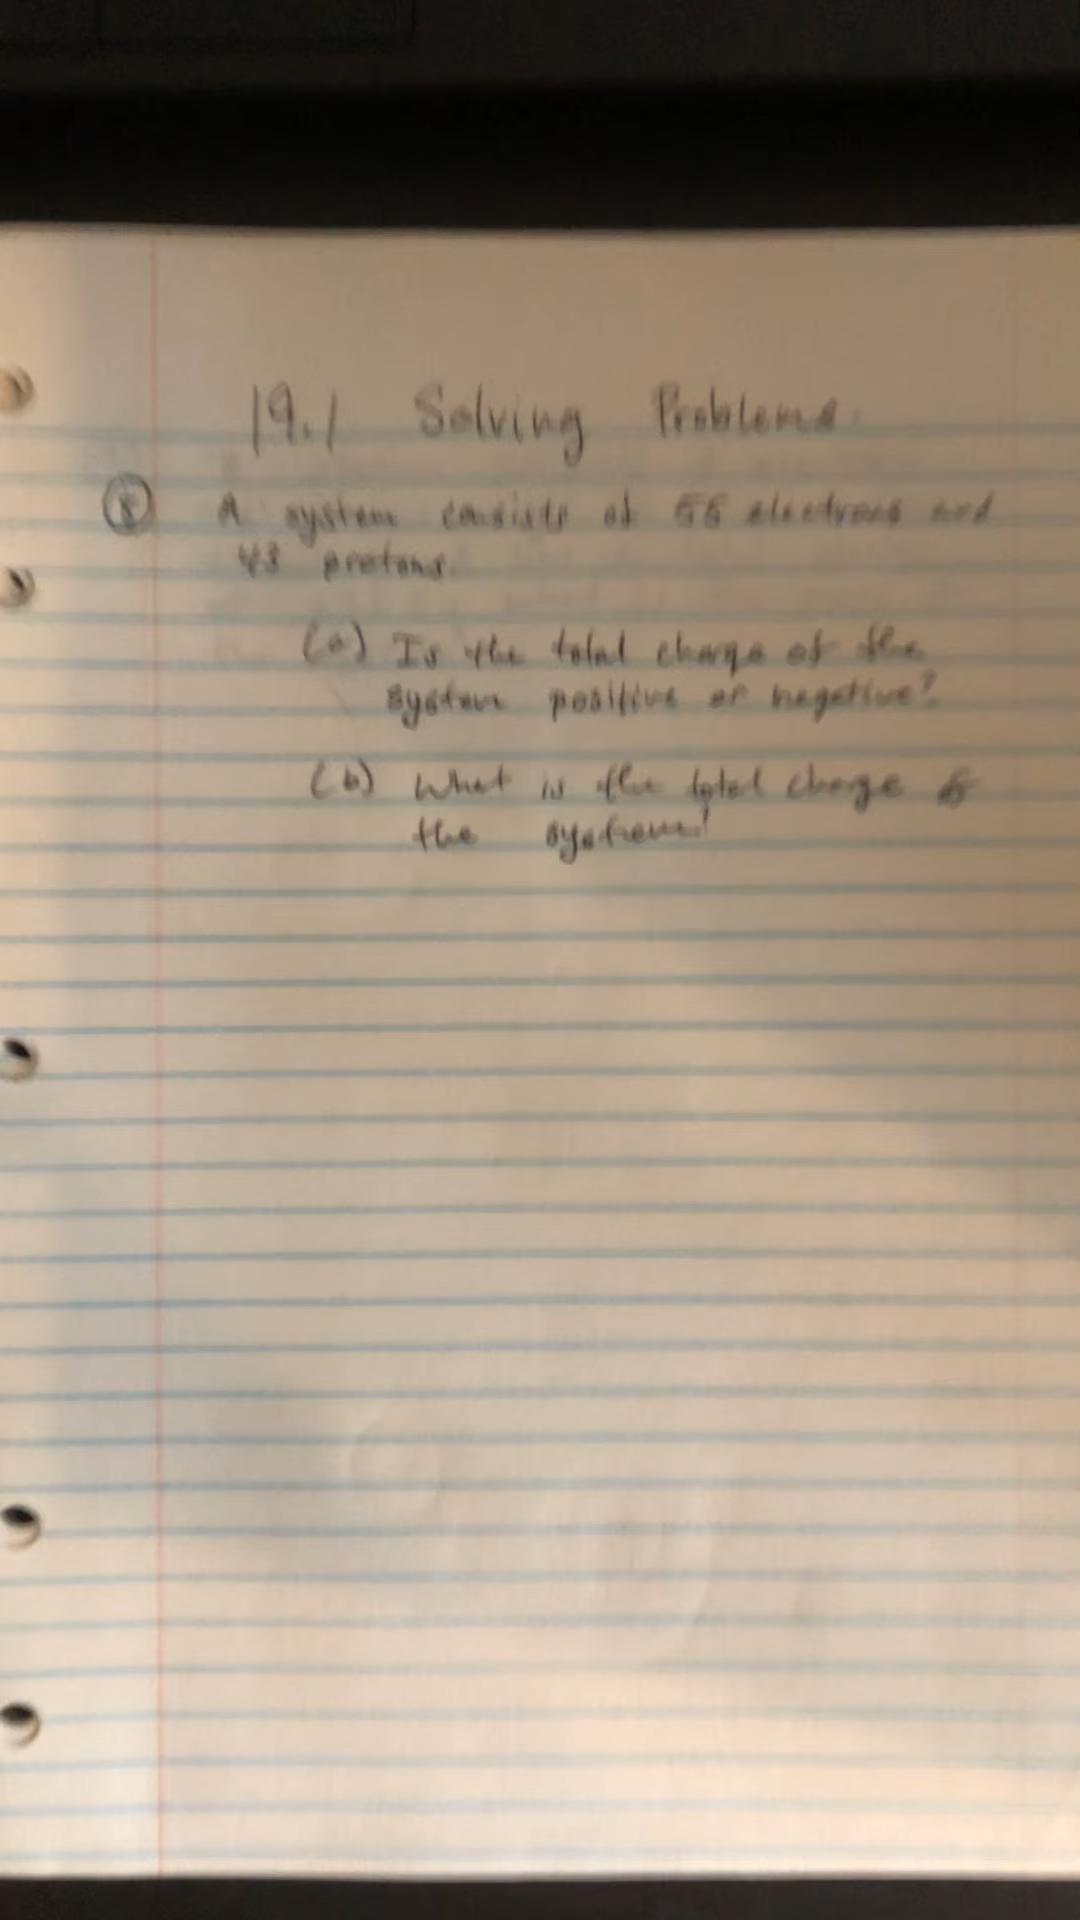 19.1 Solving Problems
A system consists of electrons and
43 protons.
(a) Is the total charge of the
system positive or negative?
(b) What is the total charge of
the system?